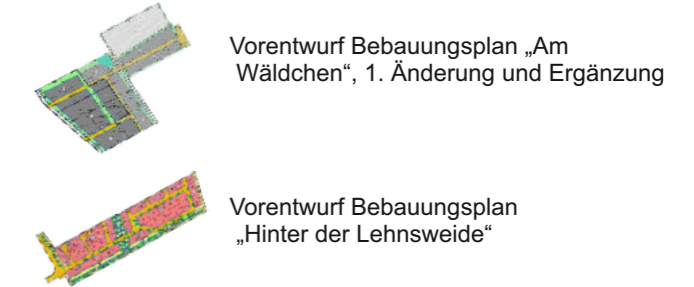 Vorentwurf Bebauungsplan „Am
Wäldchen“, 1. Änderung und Ergänzung
Vorentwurf Bebauungsplan
„Hinter der Lehnsweide“